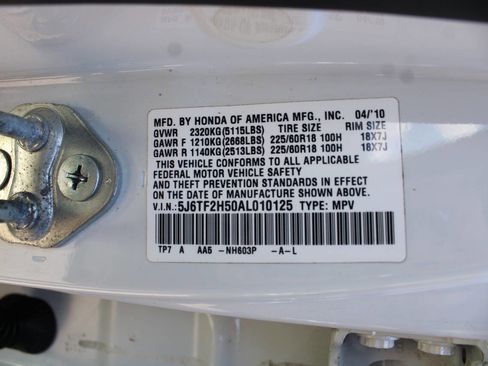 MFD. BY HONDA OF AMERICA MFG., INC. 04/'10
GVWR 2320KG(5115LBS) TIRE SIZE RIM SIZE
GAWR F 1210KG(2668LBS) 225/60R18 100H 18X7J
GAWR R 1140KG(2513LBS) 225/60R18 100H 18X7J
THIS VEHICLE CONFORMS TO ALL APPLICABLE
FEDERAL MOTOR VEHICLE SAFETY
AND THEFT PREVENTION STANDARDS IN EFFECT
ON THE DATE OF MANUFACTURE SHOWN ABOVE.
V.I.N.: 5J6TF2H50AL010125 TYPE: MPV
TP7 A AA5 -NH603P -A-L